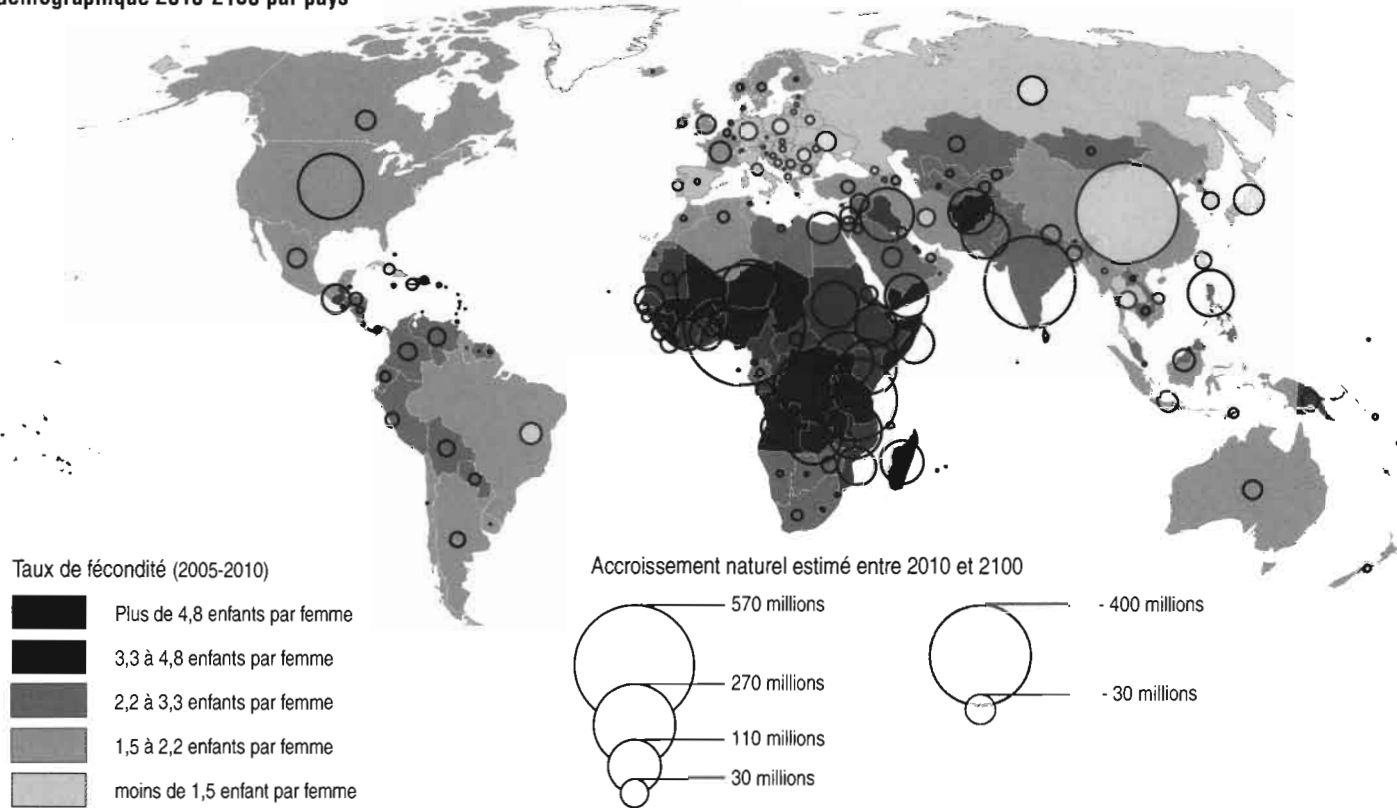 démographique 2010-2100 par pays
Taux de fécondité (2005-2010)
Plus de 4,8 enfants par femme
3,3 à 4,8 enfants par femme
2,2 à 3,3 enfants par femme
1,5 à 2,2 enfants par femme
moins de 1,5 enfant par femme
Accroissement naturel estimé entre 2010 et 2100
570 millions
270 millions
110 millions
30 millions
- 400 millions
- 30 millions